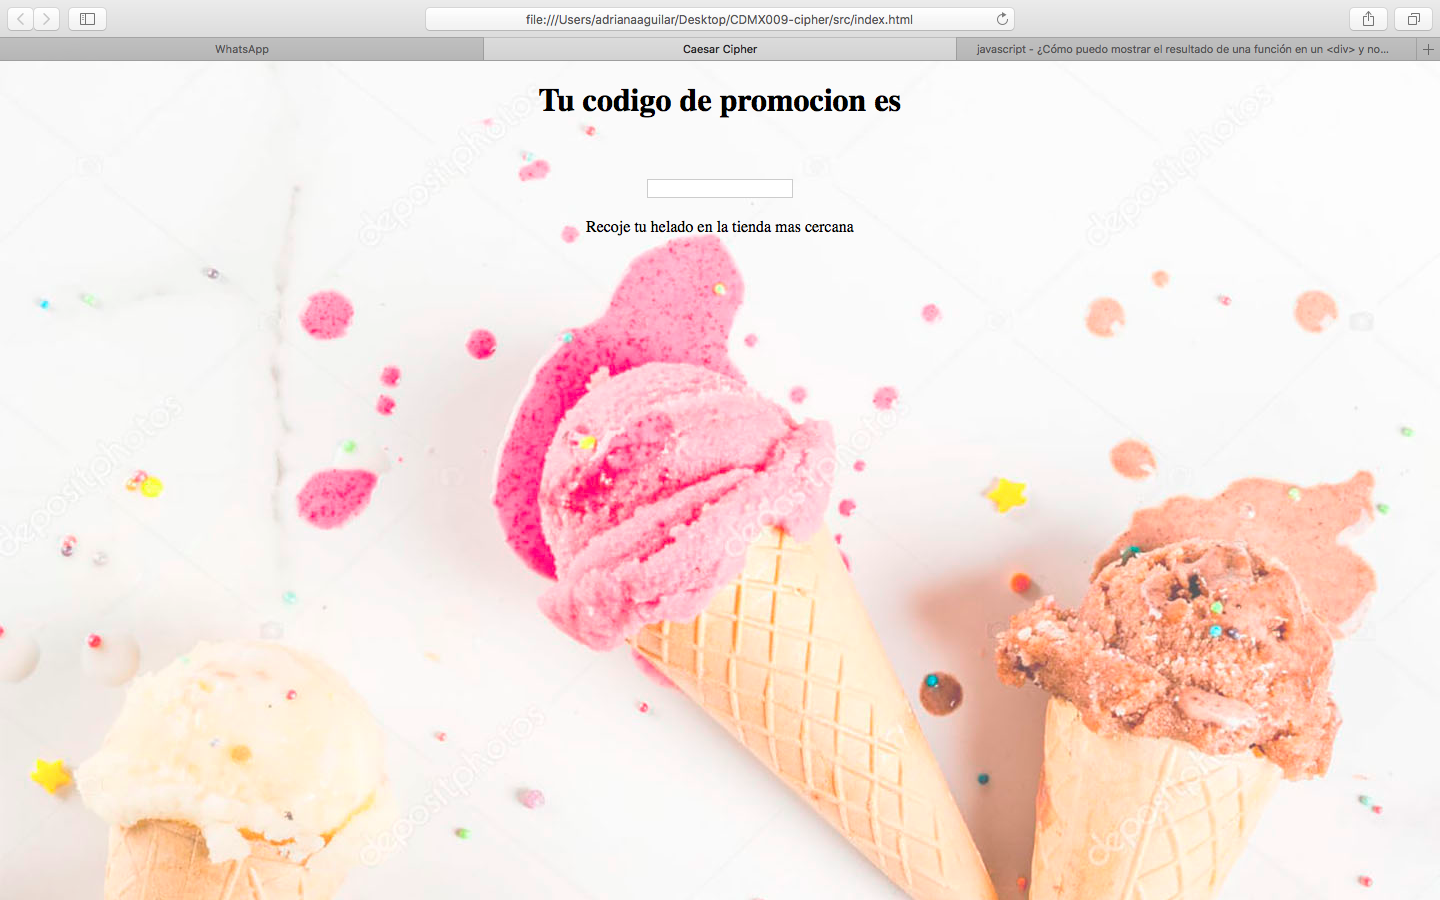 file:///Users/adrianaaguilar/Desktop/CDMX009-cipher/src/index.html
WhatsApp
Caesar Cipher
javascript - ¿Cómo puedo mostrar el resultado de una función en un <div> y no...
Tu codigo de promocion es
Recoje tu helado en la tienda mas cercana
depositphotos
depositphotos
depositphotos
depositphotos
depositphotos
depositphotos